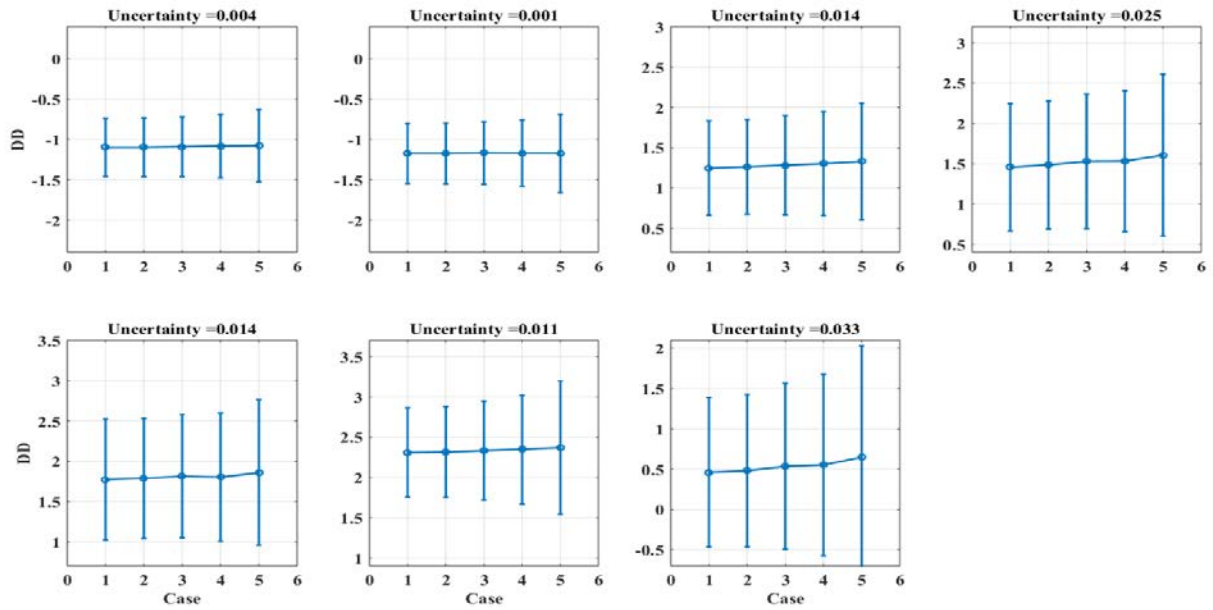 Uncertainty =0.004
0
-0.5
-1
-1.5
-2
DD
0 1 2 3 4 5 6
Uncertainty =0.001
0
-0.5
-1
-1.5
-2
0 1 2 3 4 5 6
Uncertainty =0.014
3
2.5
2
1.5
1
0.5
0 1 2 3 4 5 6
Uncertainty =0.025
3
2.5
2
1.5
1
0.5
0 1 2 3 4 5 6
Uncertainty =0.014
3.5
3
2.5
2
1.5
1
DD
0 1 2 3 4 5 6
Case
Uncertainty =0.011
3.5
3
2.5
2
1.5
1
0 1 2 3 4 5 6
Case
Uncertainty =0.033
2
1.5
1
0.5
0
-0.5
0 1 2 3 4 5 6
Case